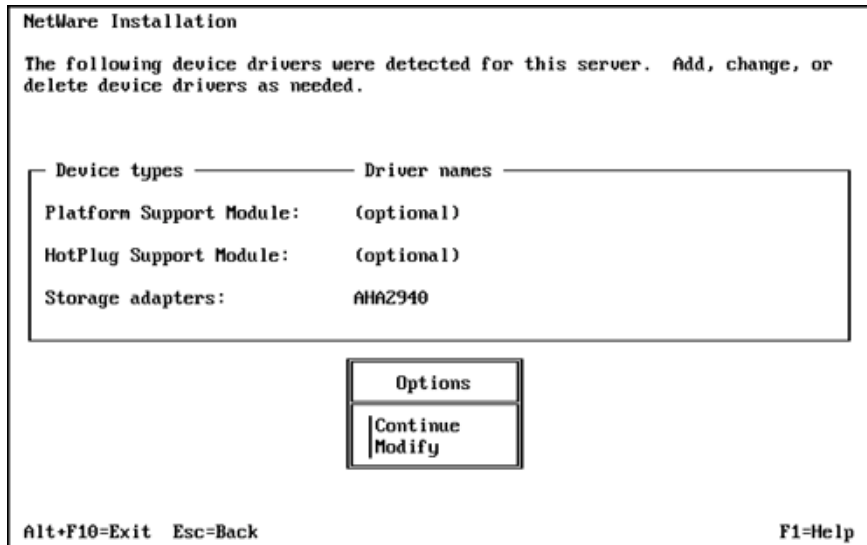 NetWare Installation
The following device drivers were detected for this server. Add, change, or
delete device drivers as needed.
Device types Driver names
Platform Support Module: (optional)
HotPlug Support Module: (optional)
Storage adapters: AHA2940
Options
Continue
Modify
Alt+F10=Exit Esc=Back F1=Help